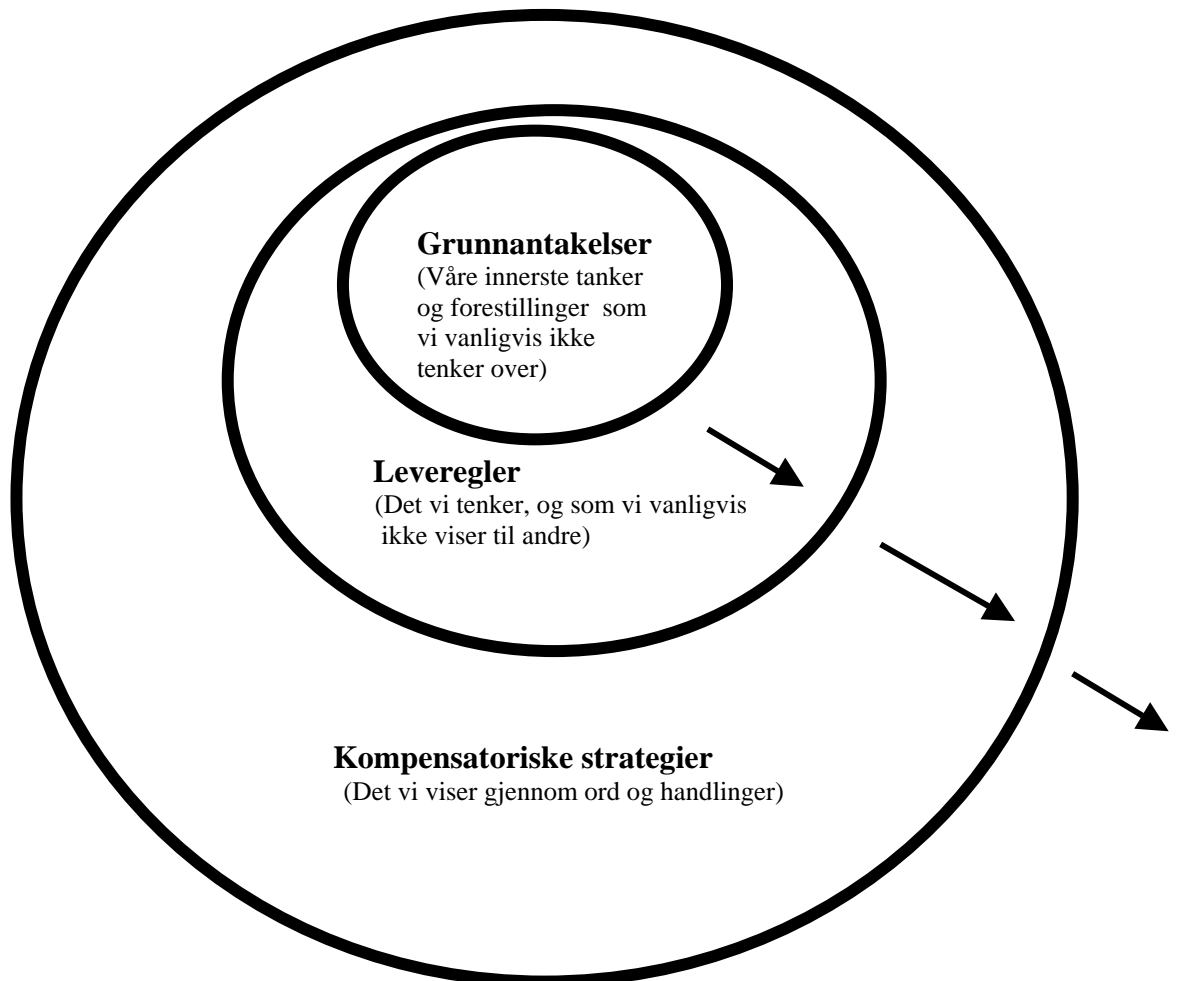 Grunnantakelser
(Våre innerste tanker
og forestillinger som
vi vanligvis ikke
tenker over)
Leveregler
(Det vi tenker, og som vi vanligvis
ikke viser til andre)
Kompensatoriske strategier
(Det vi viser gjennom ord og handlinger)